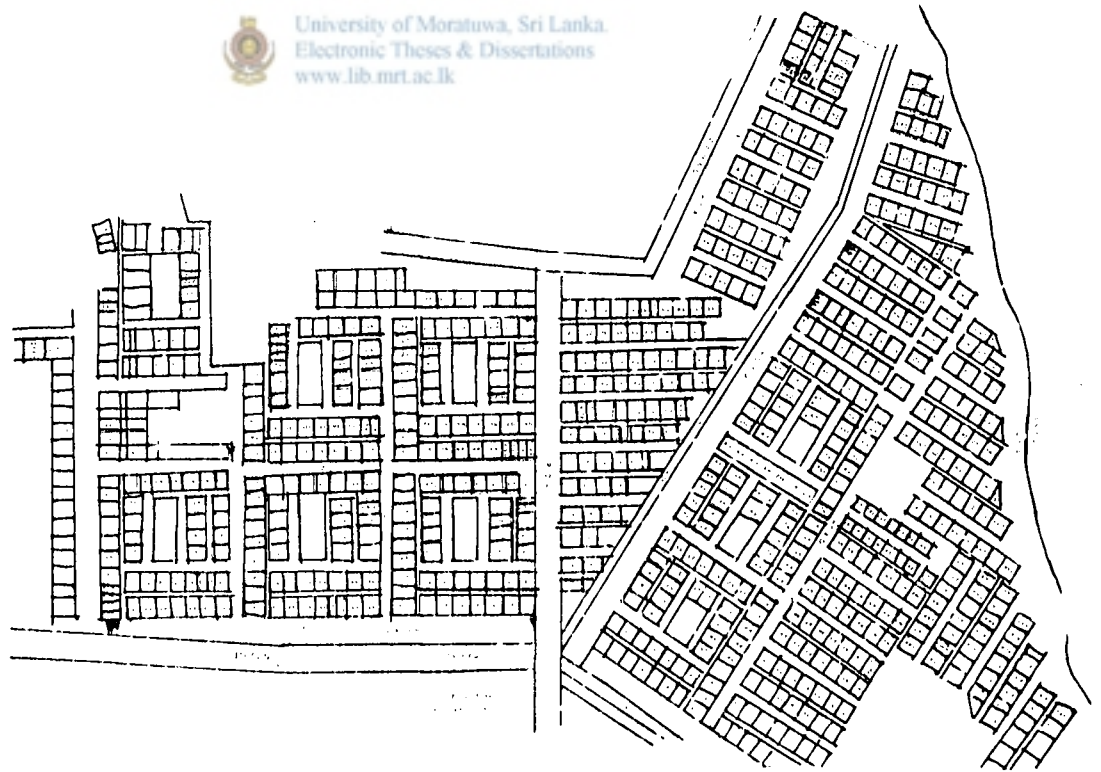 University of Moratuwa, Sri Lanka.
Electronic Theses & Dissertations
www.lib.mrt.ac.lk